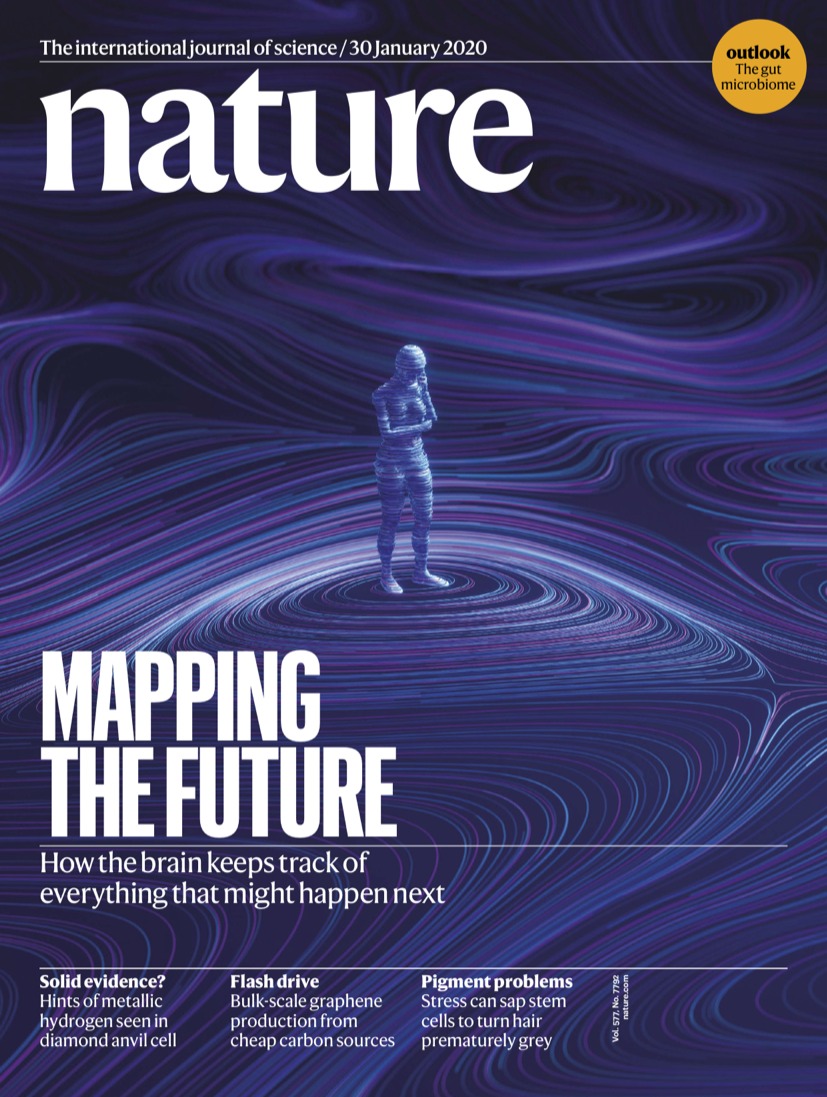 The international journal of science / 30 January 2020
outlook
The gut
microbiome
nature
MAPPING
THE FUTURE
How the brain keeps track of
everything that might happen next
Solid evidence?
Hints of metallic
hydrogen seen in
diamond anvil cell
Flash drive
Bulk-scale graphene
production from
cheap carbon sources
Pigment problems
Stress can sap stem
cells to turn hair
prematurely grey
Vol. 577, No. 7792
nature.com